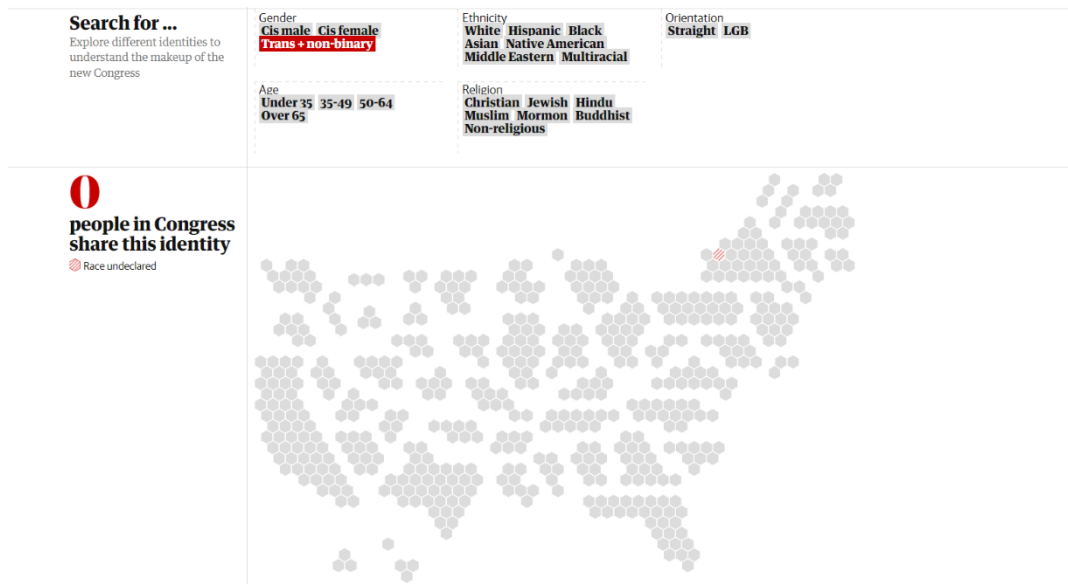 Search for ...
Explore different identities to
understand the makeup of the
new Congress
Gender
Cis male Cis female
Trans + non-binary
Ethnicity
White Hispanic Black
Asian Native American
Middle Eastern Multiracial
Orientation
Straight LGB
Age
Under 35 35-49 50-64
Over 65
Religion
Christian Jewish Hindu
Muslim Mormon Buddhist
Non-religious
0
people in Congress
share this identity
Race undeclared